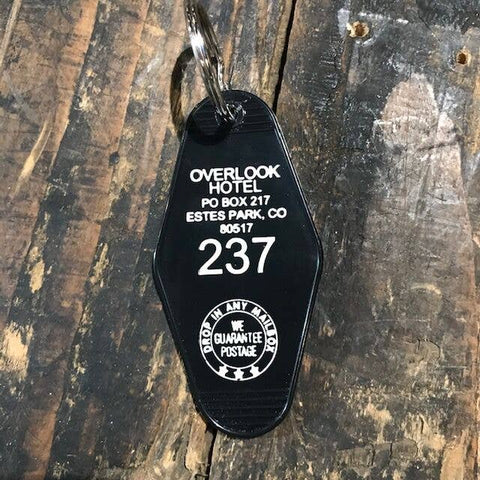 OVERLOOK
HOTEL
PO BOX 217
ESTES PARK, CO
80517
237
DROP IN ANY MAILBOX
WE
GUARANTEE
POSTAGE